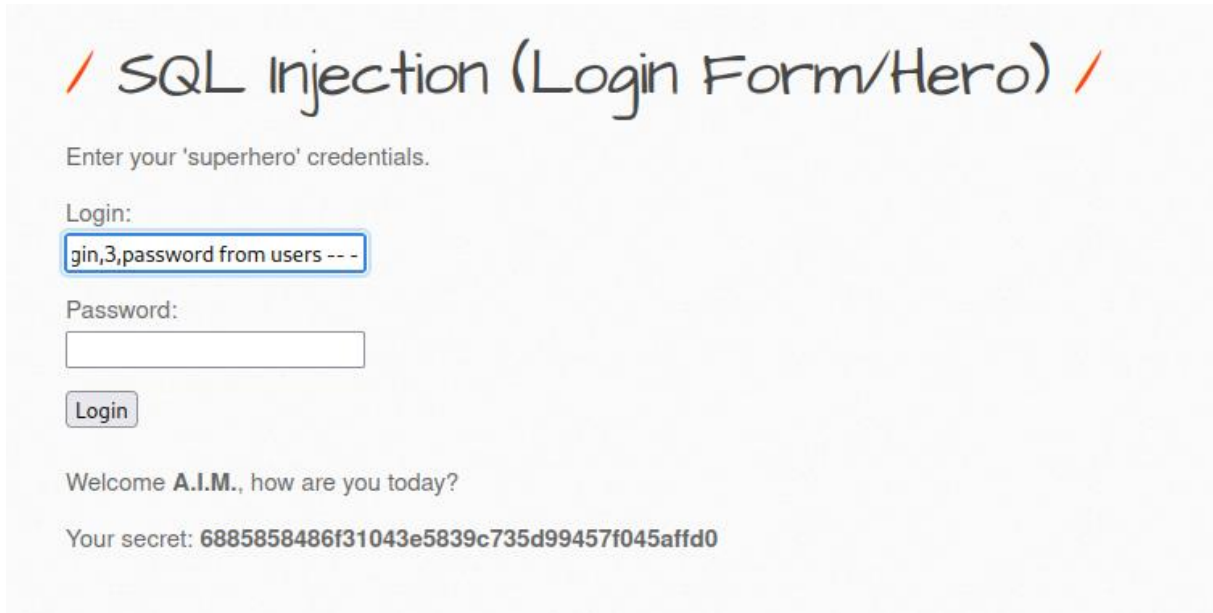 / SQL Injection (Login Form/Hero) /
Enter your 'superhero' credentials.
Login:
gin,3,password from users -- -
Password:
Login
Welcome A.I.M., how are you today?
Your secret: 6885858486f31043e5839c735d99457f045affd0